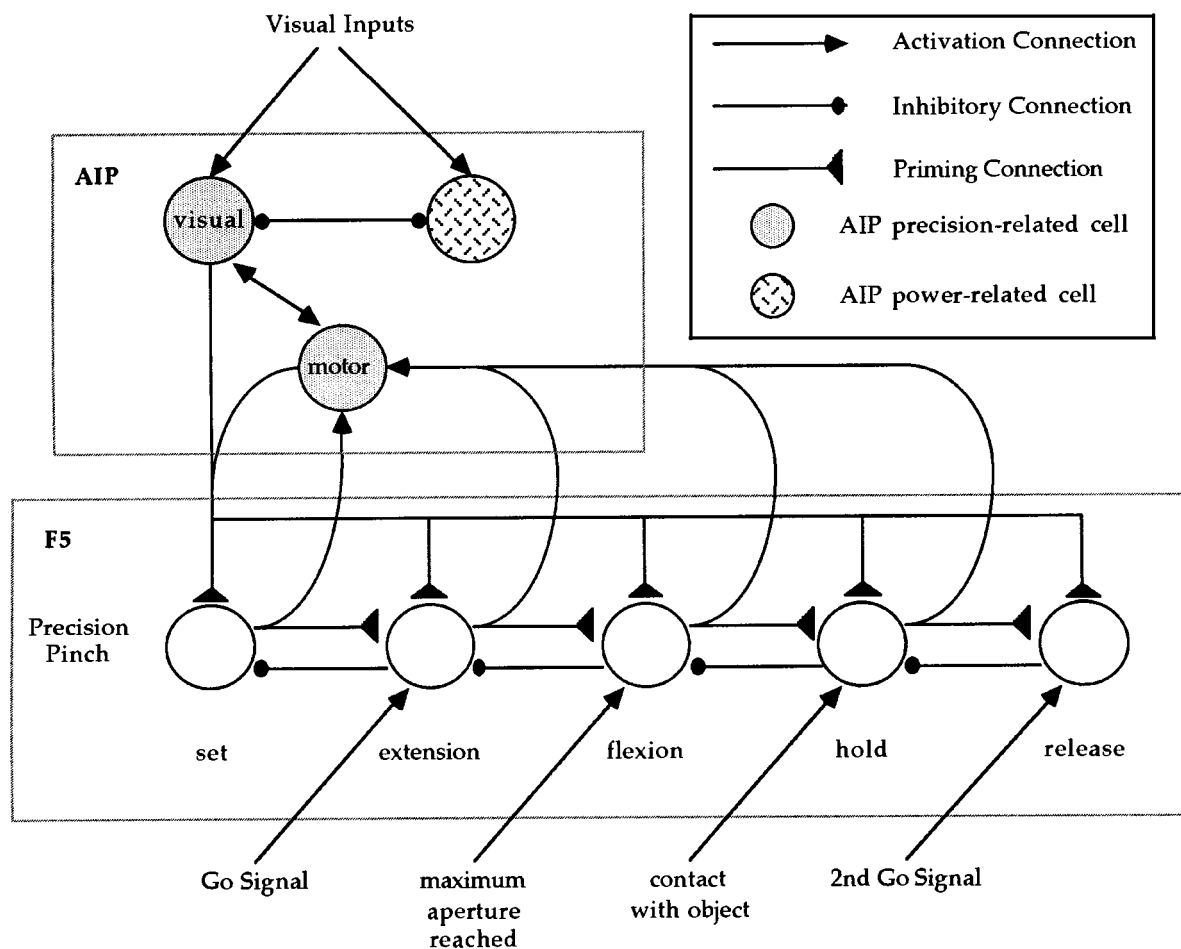 Visual Inputs
Activation Connection
Inhibitory Connection
Priming Connection
AIP precision-related cell
AIP power-related cell
AIP
visual
motor
F5
Precision
Pinch
set
extension
flexion
hold
release
Go Signal
maximum
aperture
reached
contact
with object
2nd Go Signal